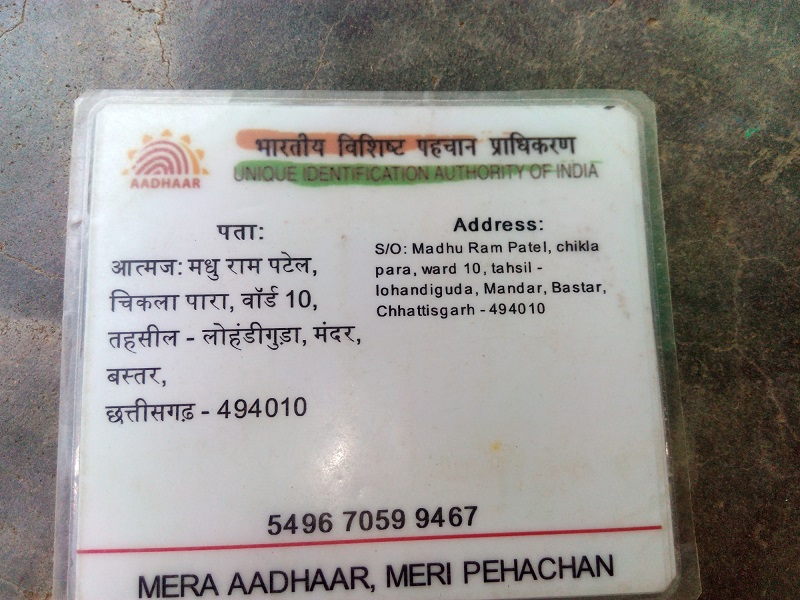 भारतीय विशिष्ट पहचान प्राधिकरण
AADHAAR
UNIQUE IDENTIFICATION AUTHORITY OF INDIA
पता:
आत्मज: मधु राम पटेल,
चिकला पारा, वॉर्ड 10,
तहसील - लोहंडीगुड़ा, मंदर,
बस्तर,
छत्तीसगढ़ - 494010
Address:
S/O: Madhu Ram Patel, chikla
para, ward 10, tahsil -
lohandiguda, Mandar, Bastar,
Chhattisgarh - 494010
5496 7059 9467
MERA AADHAAR, MERI PEHACHAN